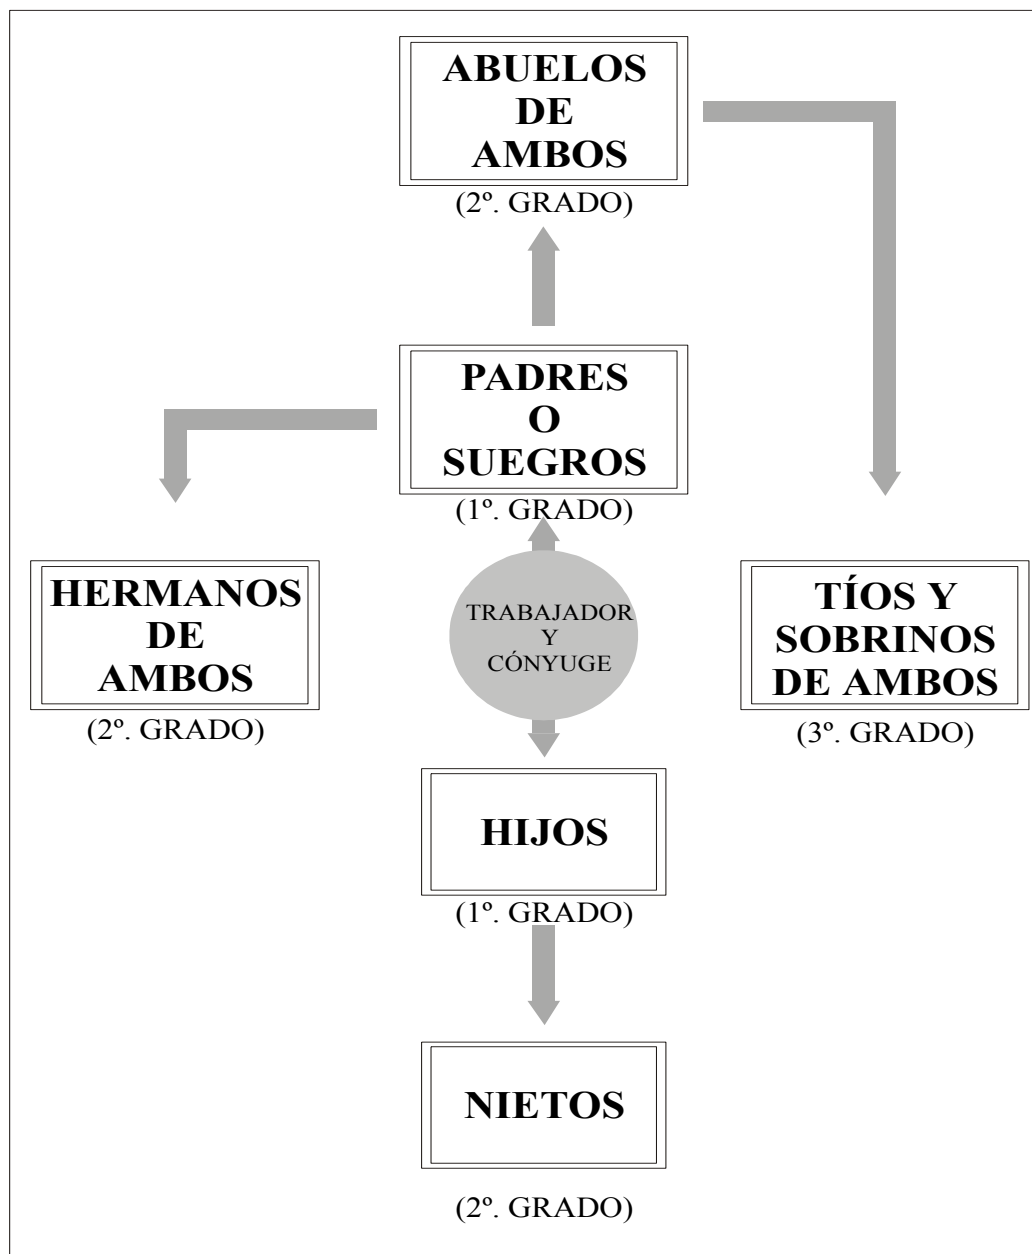 ABUELOS
DE
AMBOS
(2º. GRADO)
PADRES
O
SUEGROS
(1º. GRADO)
HERMANOS
DE
AMBOS
(2º. GRADO)
TRABAJADOR
Y
CÓNYUGE
TÍOS Y
SOBRINOS
DE AMBOS
(3º. GRADO)
HIJOS
(1º. GRADO)
NIETOS
(2º. GRADO)